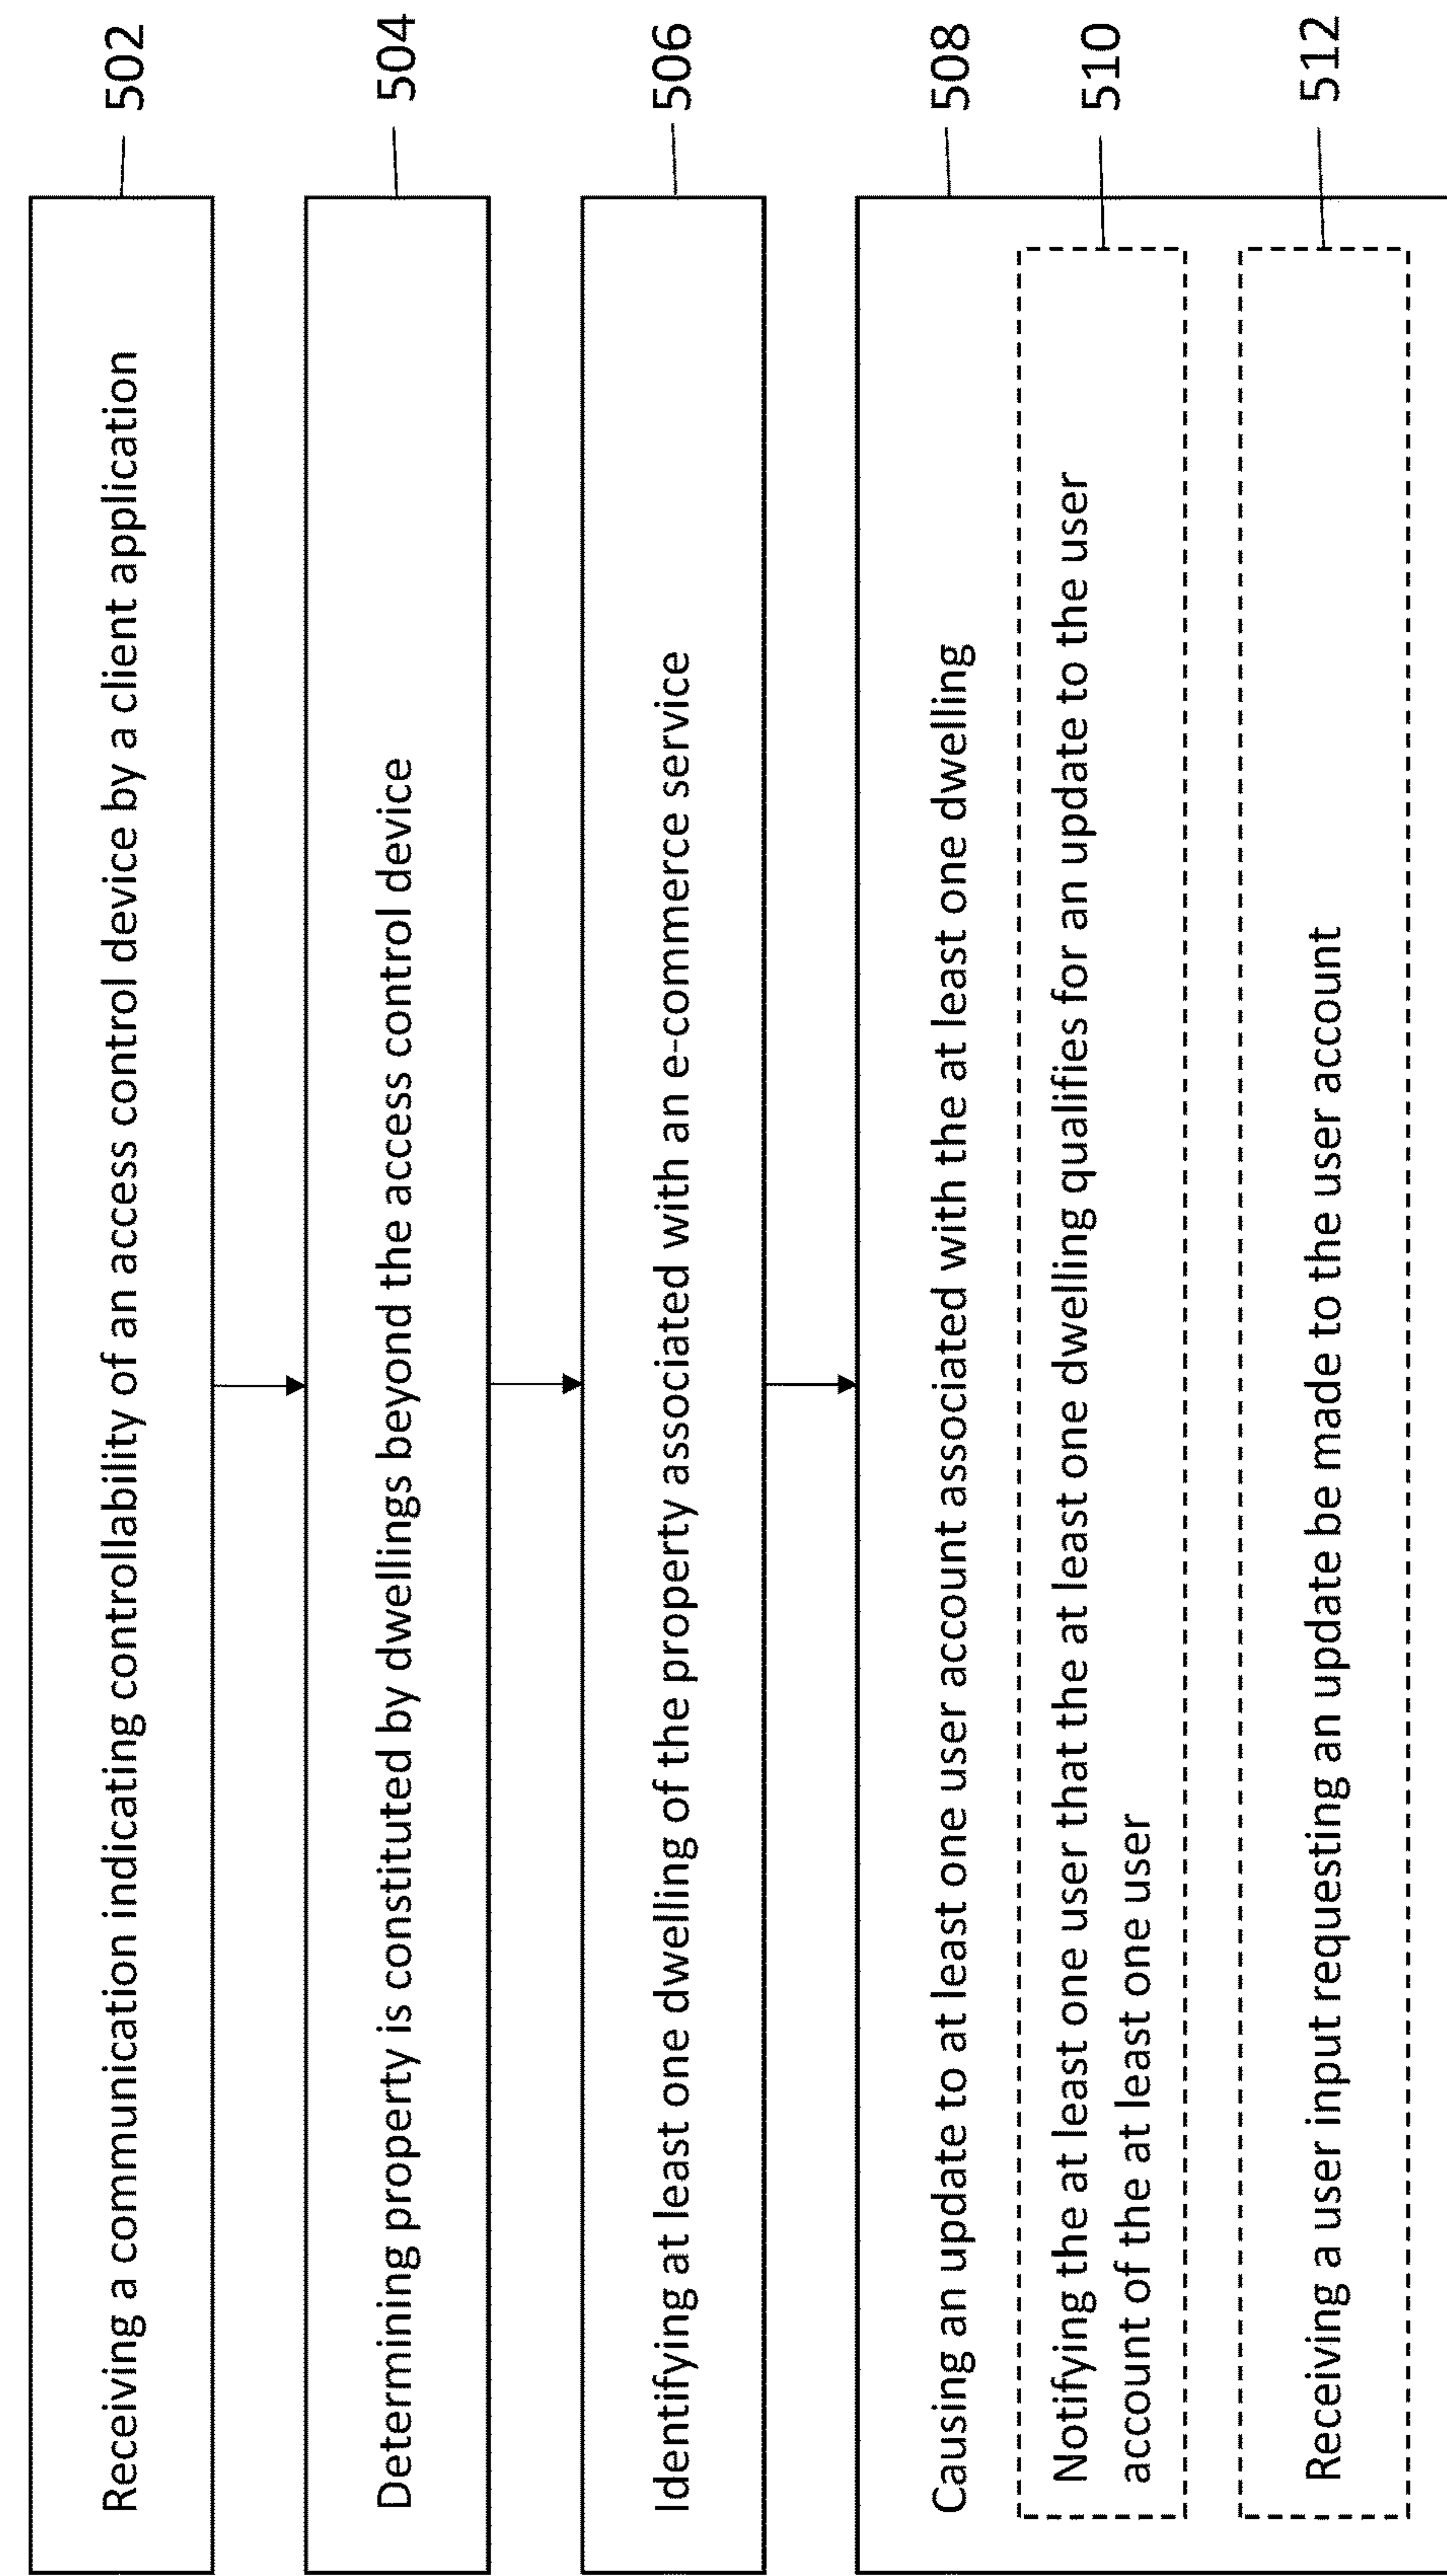 Receiving a communication indicating controllability of an access control device by a client application
502
Determining property is constituted by dwellings beyond the access control device
504
Identifying at least one dwelling of the property associated with an e-commerce service
506
Causing an update to at least one user account associated with the at least one dwelling
508
Notifying the at least one user that the at least one dwelling qualifies for an update to the user
account of the at least one user
510
Receiving a user input requesting an update be made to the user account
512